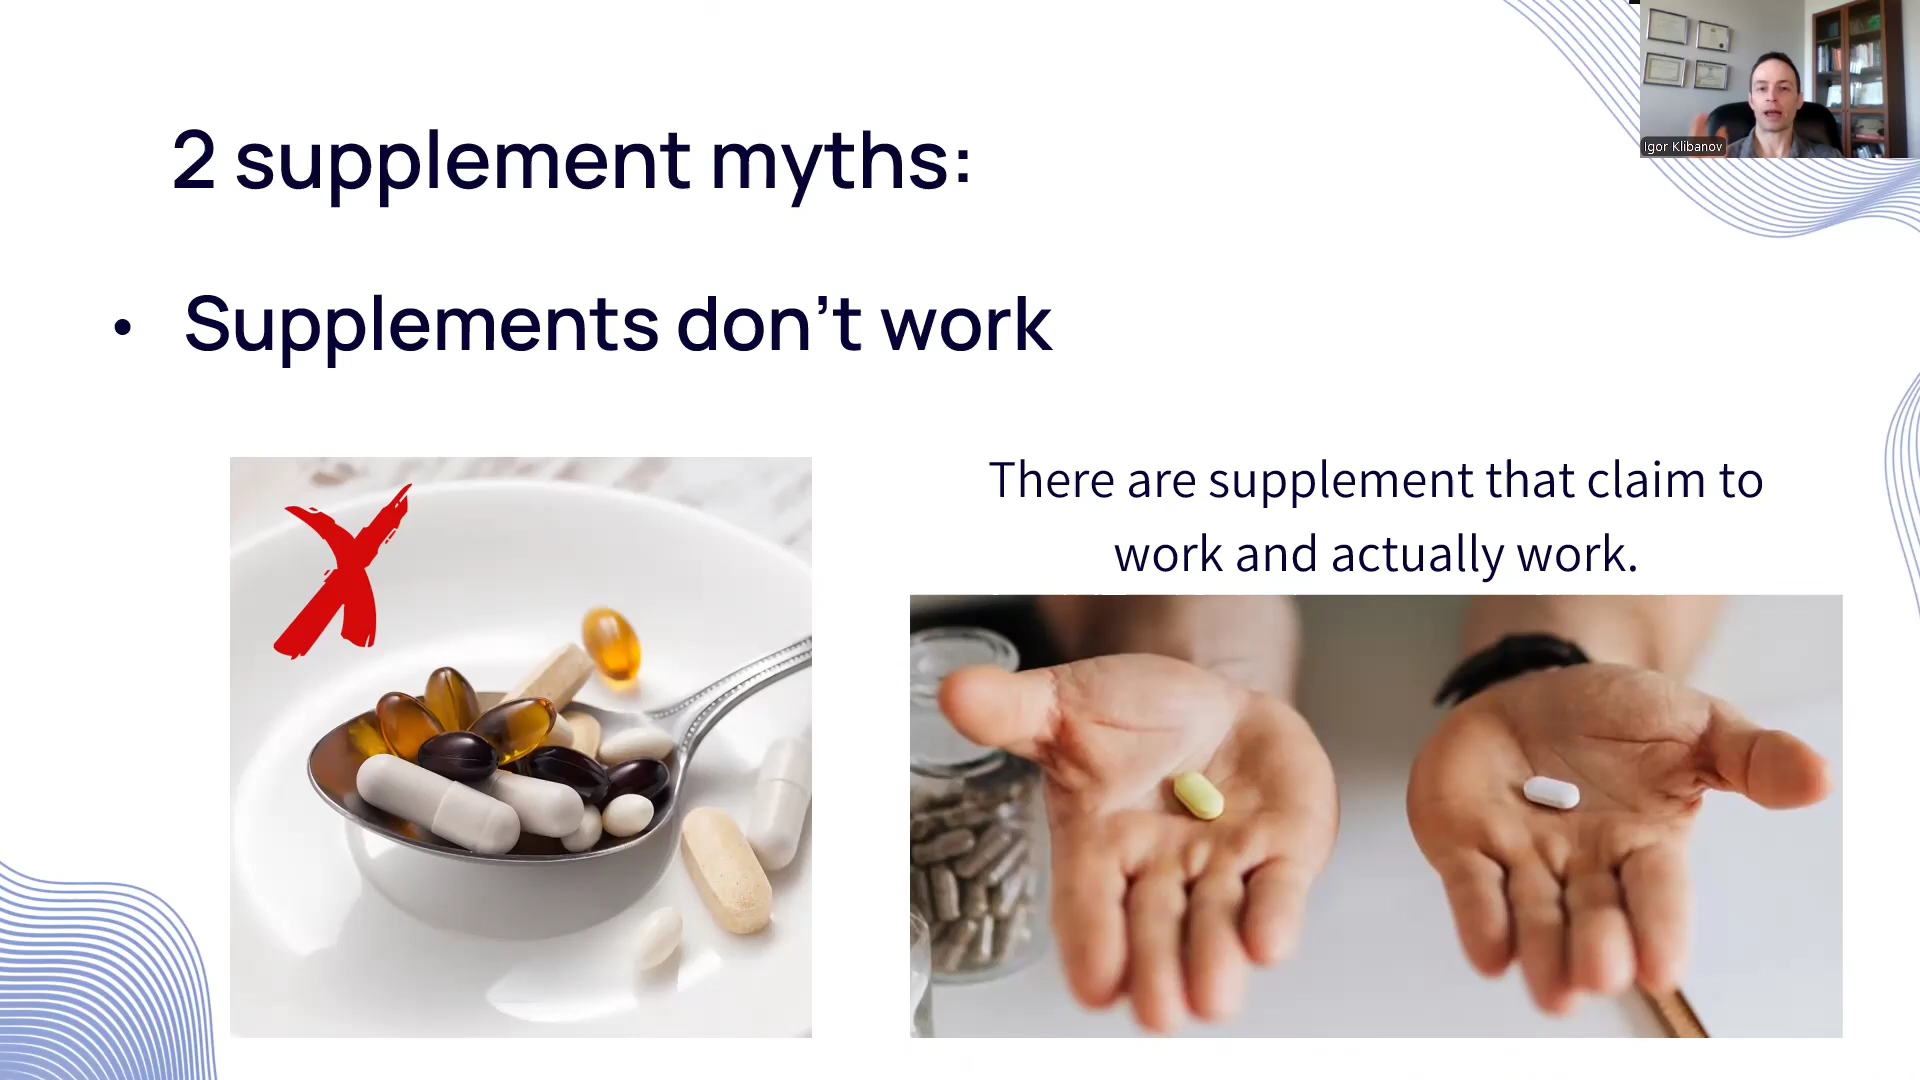 2 supplement myths:
• Supplements don’t work
There are supplement that claim to
work and actually work.
Igor Klibanov